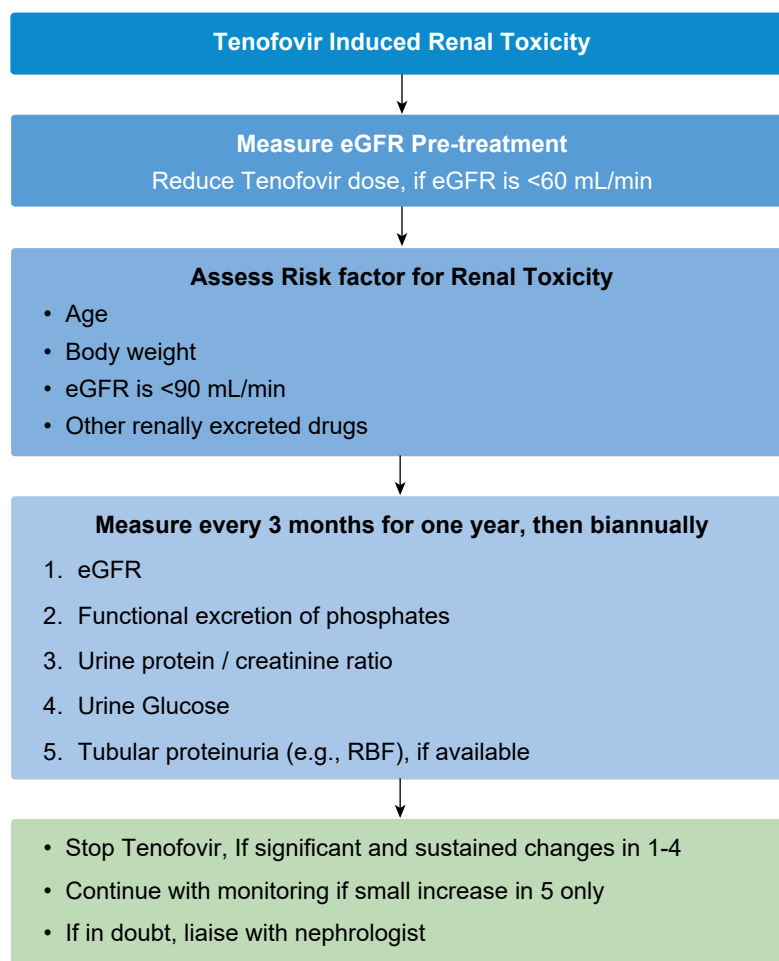 Tenofovir Induced Renal Toxicity
Measure eGFR Pre-treatment
Reduce Tenofovir dose, if eGFR is <60 mL/min
Assess Risk factor for Renal Toxicity
• Age
• Body weight
• eGFR is <90 mL/min
• Other renally excreted drugs
Measure every 3 months for one year, then biannually
1. eGFR
2. Functional excretion of phosphates
3. Urine protein / creatinine ratio
4. Urine Glucose
5. Tubular proteinuria (e.g., RBF), if available
• Stop Tenofovir, If significant and sustained changes in 1-4
• Continue with monitoring if small increase in 5 only
• If in doubt, liaise with nephrologist